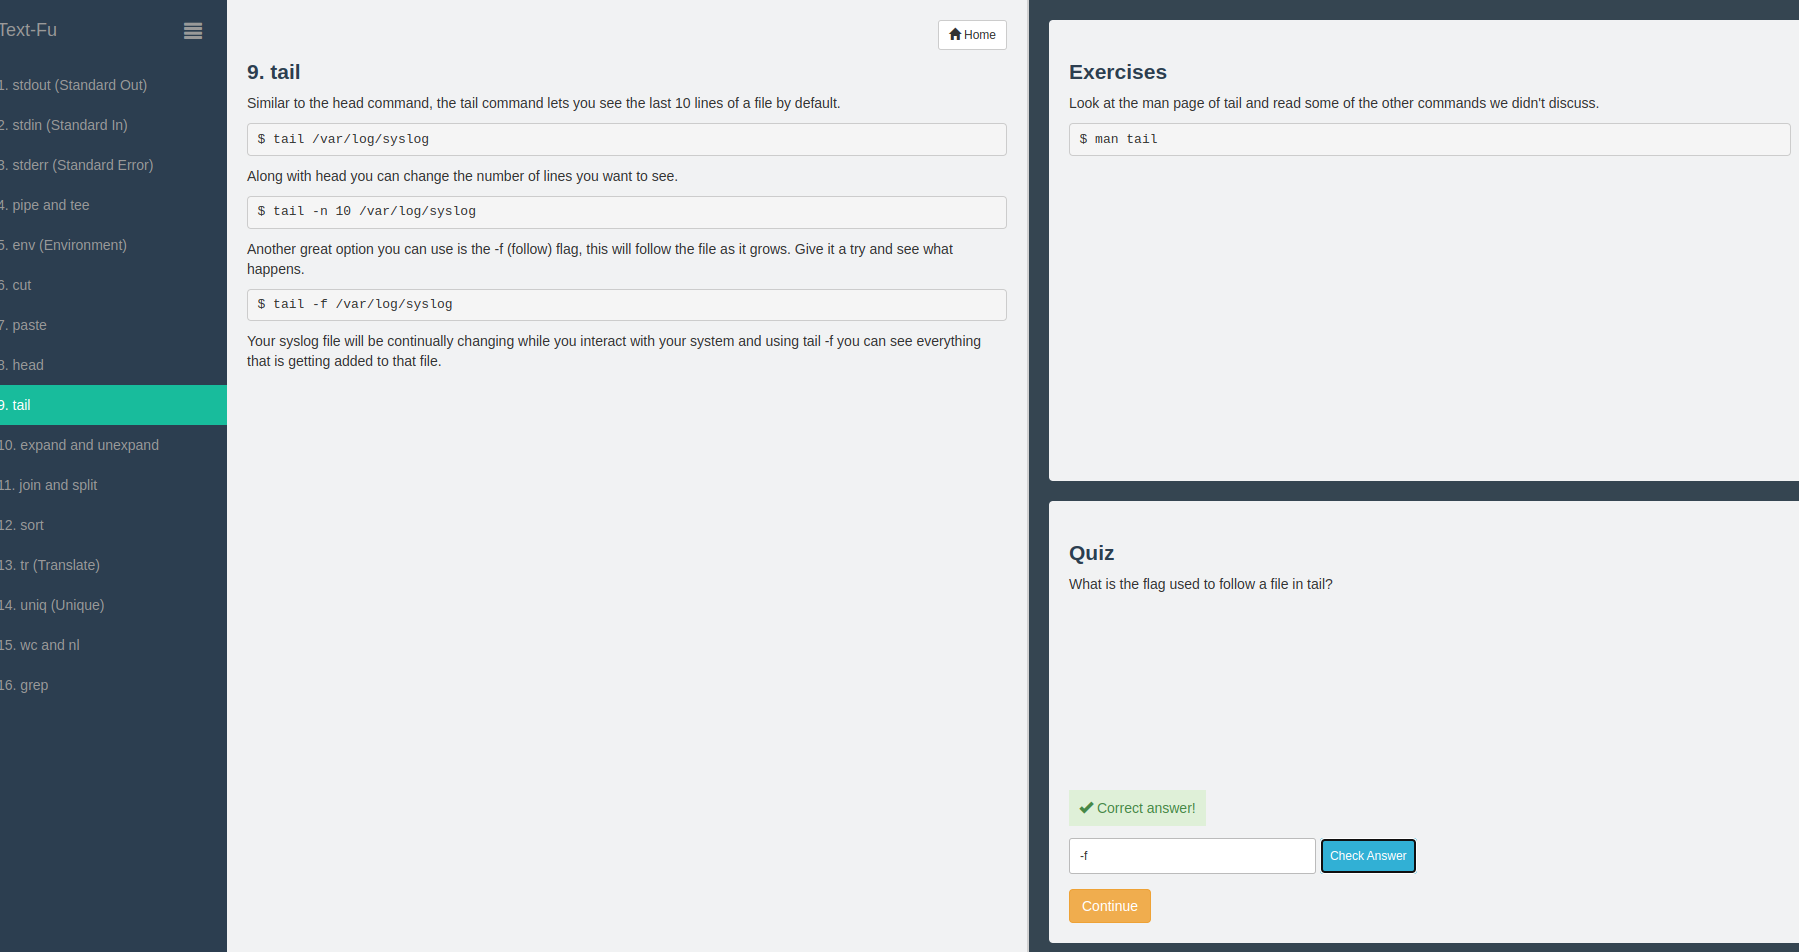 Text-Fu
1. stdout (Standard Out)
2. stdin (Standard In)
3. stderr (Standard Error)
4. pipe and tee
5. env (Environment)
6. cut
7. paste
8. head
9. tail
10. expand and unexpand
11. join and split
12. sort
13. tr (Translate)
14. uniq (Unique)
15. wc and nl
16. grep
Home
9. tail
Similar to the head command, the tail command lets you see the last 10 lines of a file by default.
$ tail /var/log/syslog
Along with head you can change the number of lines you want to see.
$ tail -n 10 /var/log/syslog
Another great option you can use is the -f (follow) flag, this will follow the file as it grows. Give it a try and see what
happens.
$ tail -f /var/log/syslog
Your syslog file will be continually changing while you interact with your system and using tail -f you can see everything
that is getting added to that file.
Exercises
Look at the man page of tail and read some of the other commands we didn't discuss.
$ man tail
Quiz
What is the flag used to follow a file in tail?
Correct answer!
-f
Check Answer
Continue